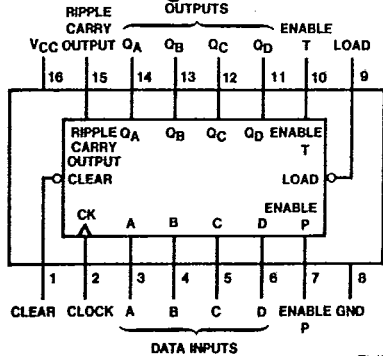 OUTPUTS
RIPPLE
CARRY
OUTPUT
VCC
QA QB QC QD
ENABLE
T
LOAD
16 15 14 13 12 11 10 9
RIPPLE
CARRY
OUTPUT
QA QB QC QD
ENABLE
T
CLEAR
LOAD
CK
A B C D
ENABLE
P
1 2 3 4 5 6 7 8
CLEAR CLOCK A B C D ENABLE GND
P
DATA INPUTS